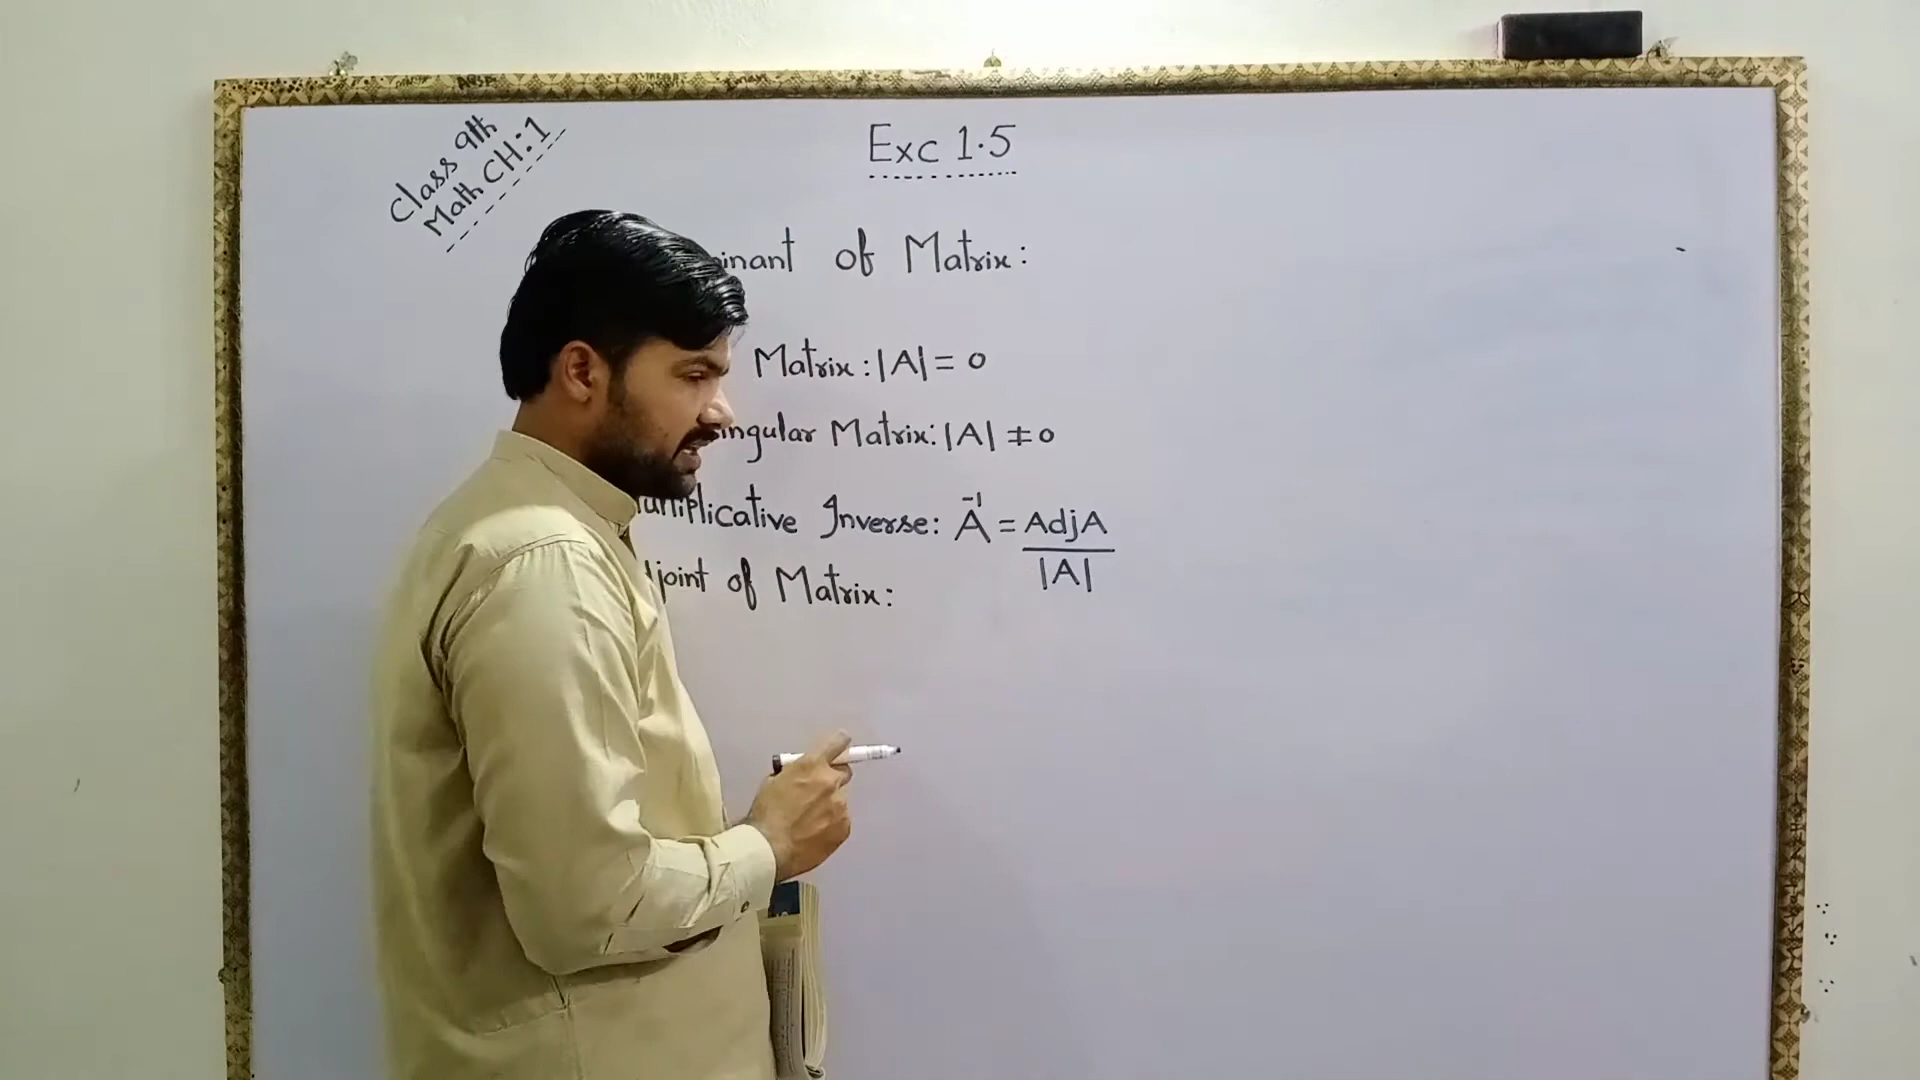 Class 9th
Math CH:1
Exc 1.5
inant of Matrix:
Matrix: |A| = 0
ingular Matrix: |A| ≠ 0
ultiplicative Inverse: A⁻¹ = AdjA / |A|
joint of Matrix: